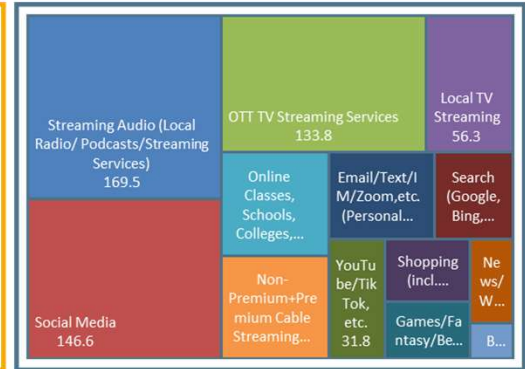 Streaming Audio (Local
Radio/ Podcasts/Streaming
Services)
169.5
Social Media
146.6
OTT TV Streaming Services
133.8
Local TV
Streaming
56.3
Online
Classes,
Schools,
Colleges,...
Email/Text/I
M/Zoom,etc.
(Personal...
Search
(Google,
Bing,...
Non-
Premium+Pre
mium Cable
Streaming...
YouTu
be/Tik
Tok,
etc.
31.8
Shopping
(incl....
Ne
ws/
W...
Games/Fa
ntasy/Be...
B...